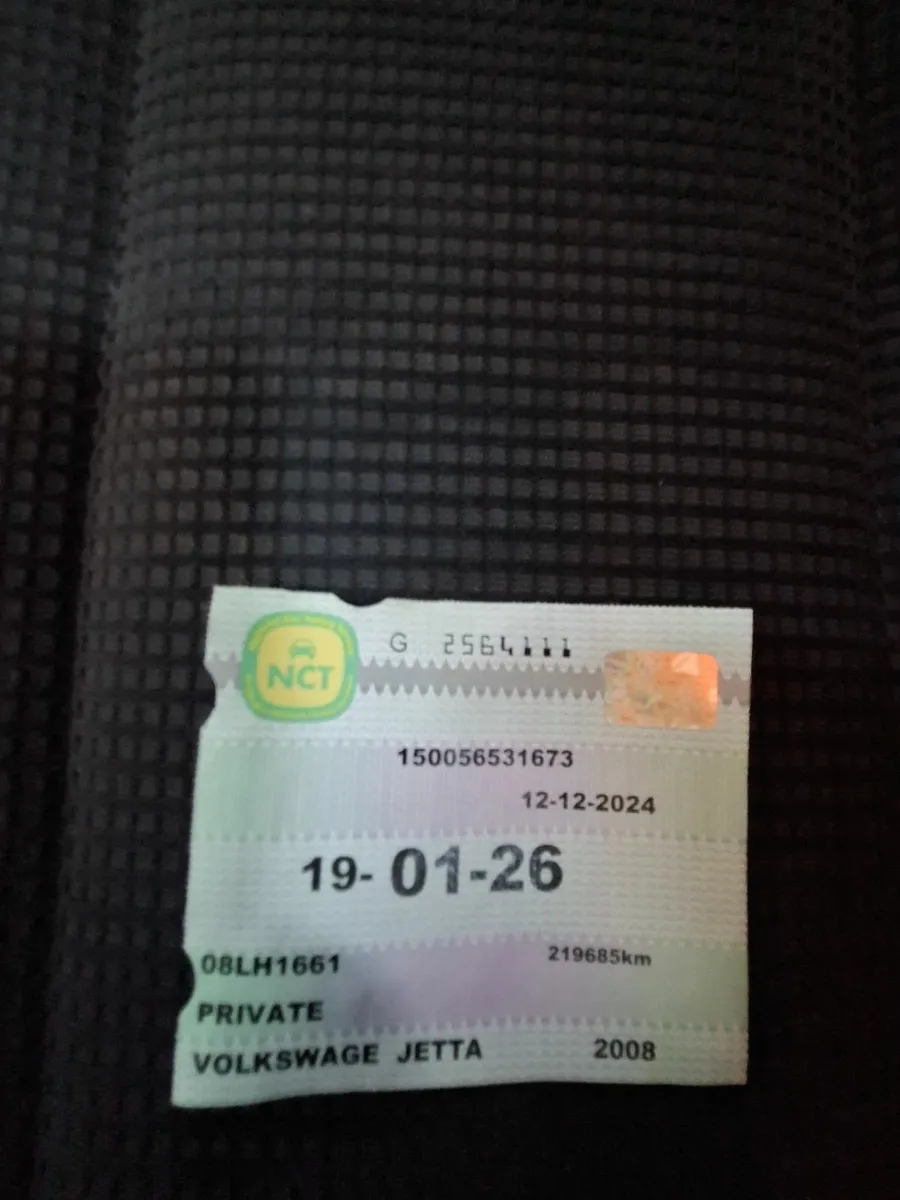 NCT
G 2564111
150056531673
12-12-2024
19-01-26
08LH1661 219685km
PRIVATE
VOLKSWAGE JETTA 2008